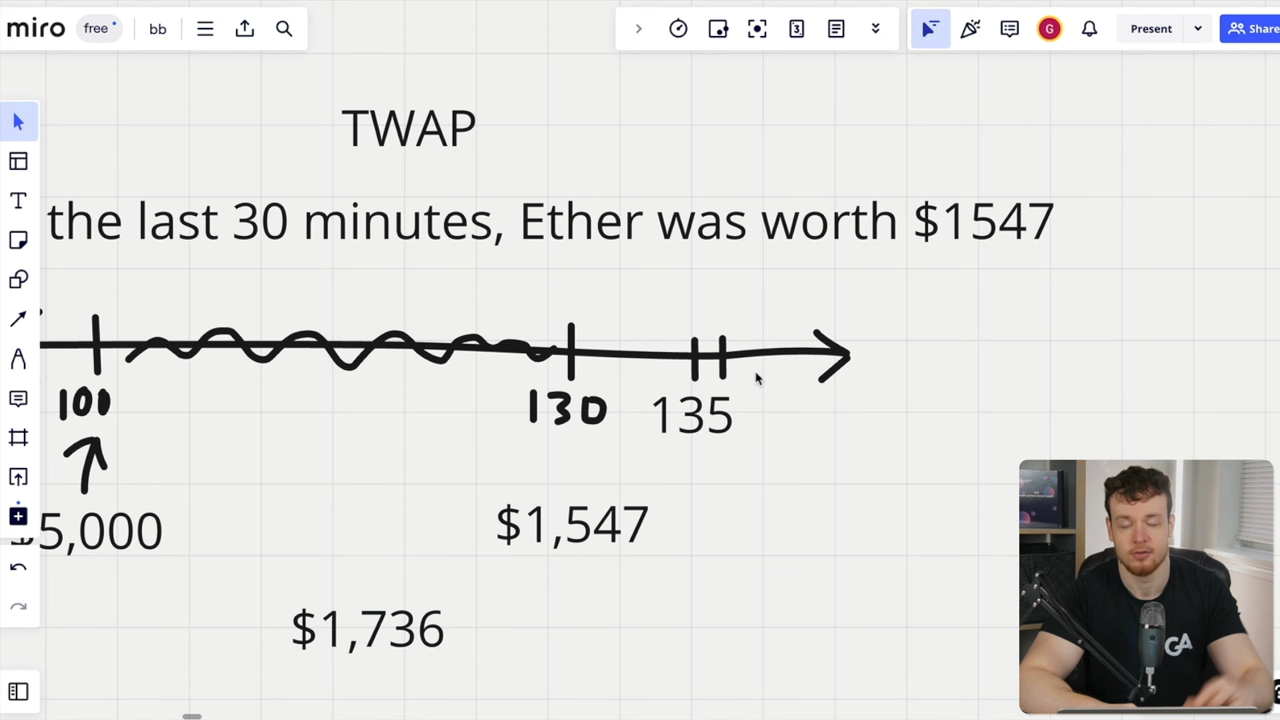 miro free bb Present Share
TWAP
the last 30 minutes, Ether was worth $1547
100 130 135
5,000 $1,547
$1,736
GA